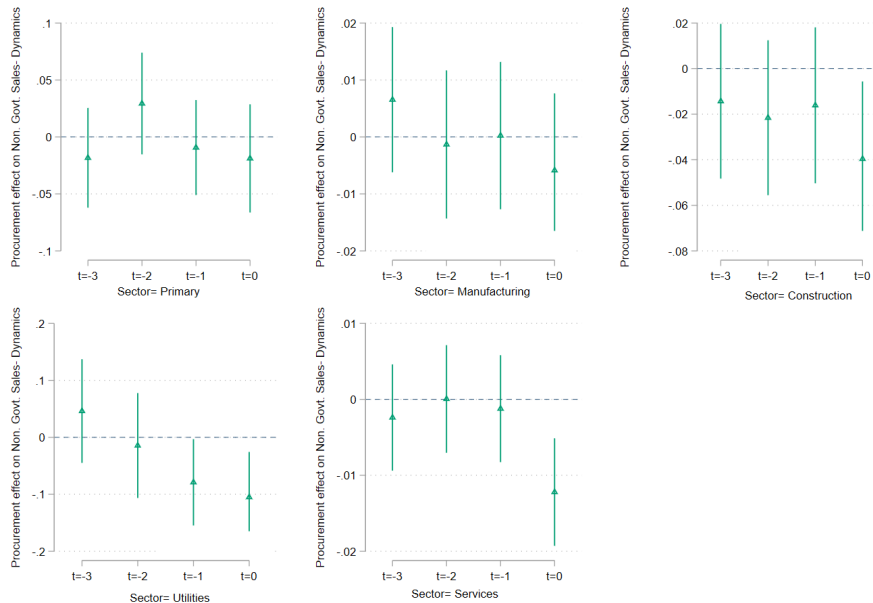 Procurement effect on Non. Govt. Sales- Dynamics
.1
.05
0
-.05
-.1
t=-3 t=-2 t=-1 t=0
Sector= Primary
Procurement effect on Non. Govt. Sales- Dynamics
.02
.01
0
-.01
-.02
t=-3 t=-2 t=-1 t=0
Sector= Manufacturing
Procurement effect on Non. Govt. Sales- Dynamics
.02
0
-.02
-.04
-.06
-.08
t=-3 t=-2 t=-1 t=0
Sector= Construction
Procurement effect on Non. Govt. Sales- Dynamics
.2
.1
0
-.1
-.2
t=-3 t=-2 t=-1 t=0
Sector= Utilities
Procurement effect on Non. Govt. Sales- Dynamics
.01
0
-.01
-.02
t=-3 t=-2 t=-1 t=0
Sector= Services